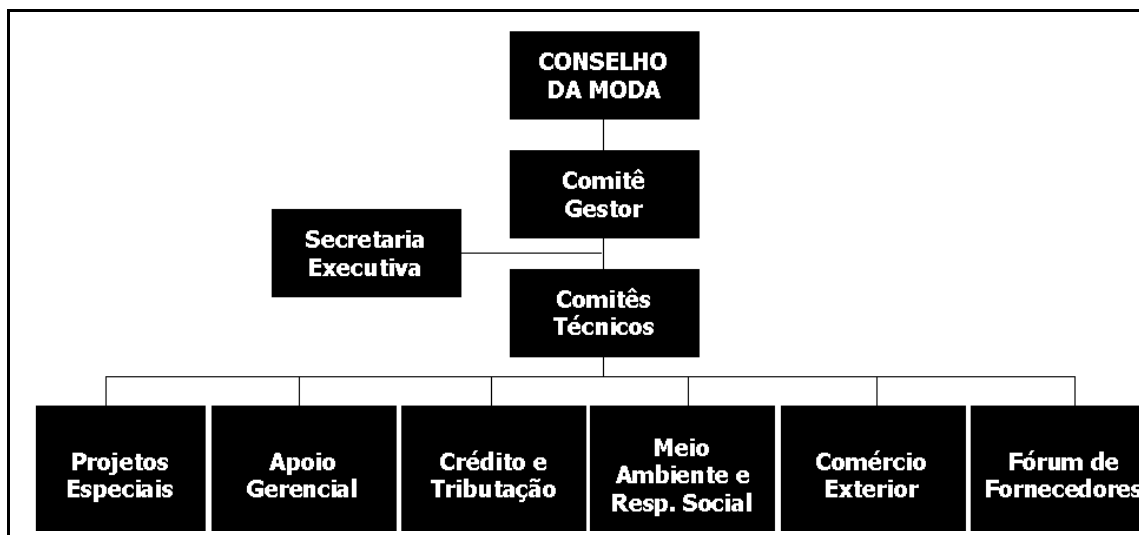 CONSELHO
DA MODA
Comitê
Gestor
Secretaria
Executiva
Comitês
Técnicos
Projetos
Especiais
Apoio
Gerencial
Crédito e
Tributação
Meio
Ambiente e
Resp. Social
Comércio
Exterior
Fórum de
Fornecedores